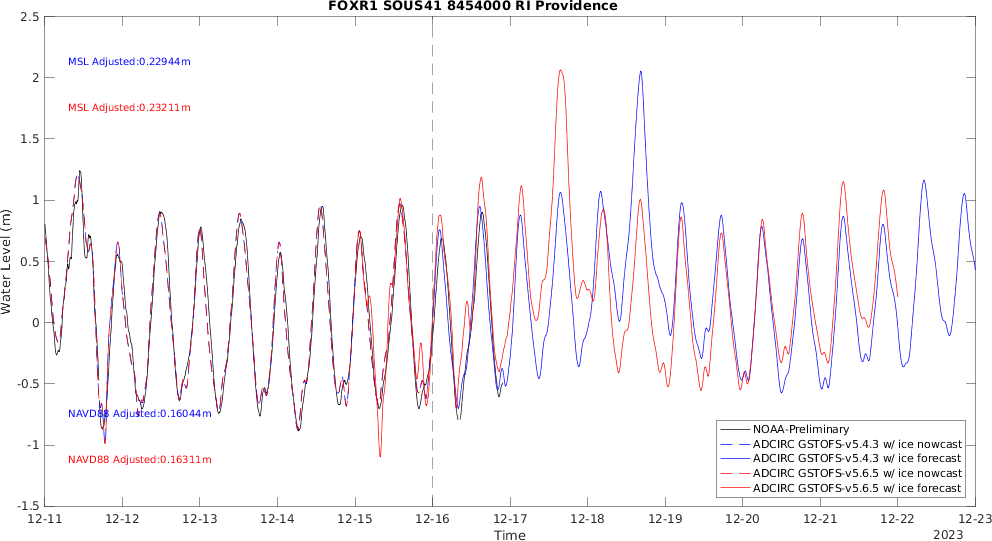 FOXR1 SOUS41 8454000 RI Providence
2.5
2
1.5
1
0.5
0
-0.5
-1
-1.5
Water Level (m)
MSL Adjusted:0.22944m
MSL Adjusted:0.23211m
NAVD88 Adjusted:0.16044m
NAVD88 Adjusted:0.16311m
NOAA-Preliminary
ADCIRC GSTOFS-v5.4.3 w/ ice nowcast
ADCIRC GSTOFS-v5.4.3 w/ ice forecast
ADCIRC GSTOFS-v5.6.5 w/ ice nowcast
ADCIRC GSTOFS-v5.6.5 w/ ice forecast
12-11 12-12 12-13 12-14 12-15 12-16 12-17 12-18 12-19 12-20 12-21 12-22 12-23
Time
2023